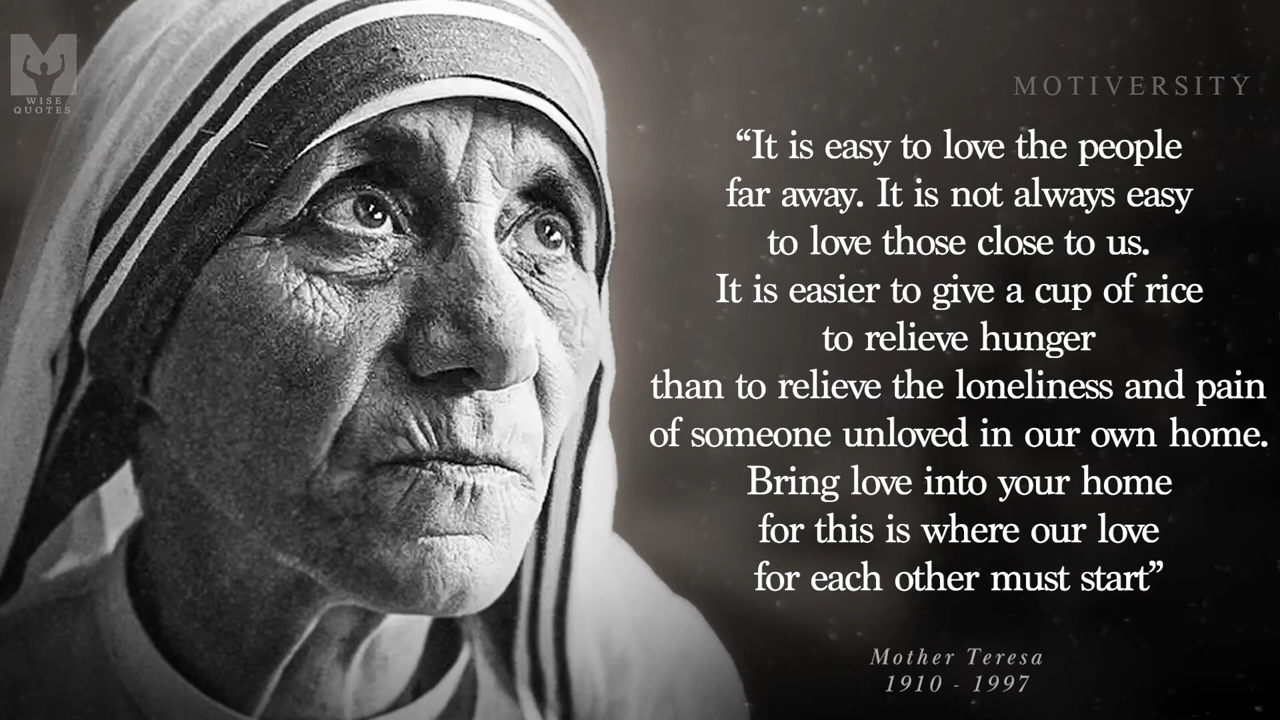 WISE
QUOTES
MOTIVERSITY
“It is easy to love the people
far away. It is not always easy
to love those close to us.
It is easier to give a cup of rice
to relieve hunger
than to relieve the loneliness and pain
of someone unloved in our own home.
Bring love into your home
for this is where our love
for each other must start”
Mother Teresa
1910 - 1997